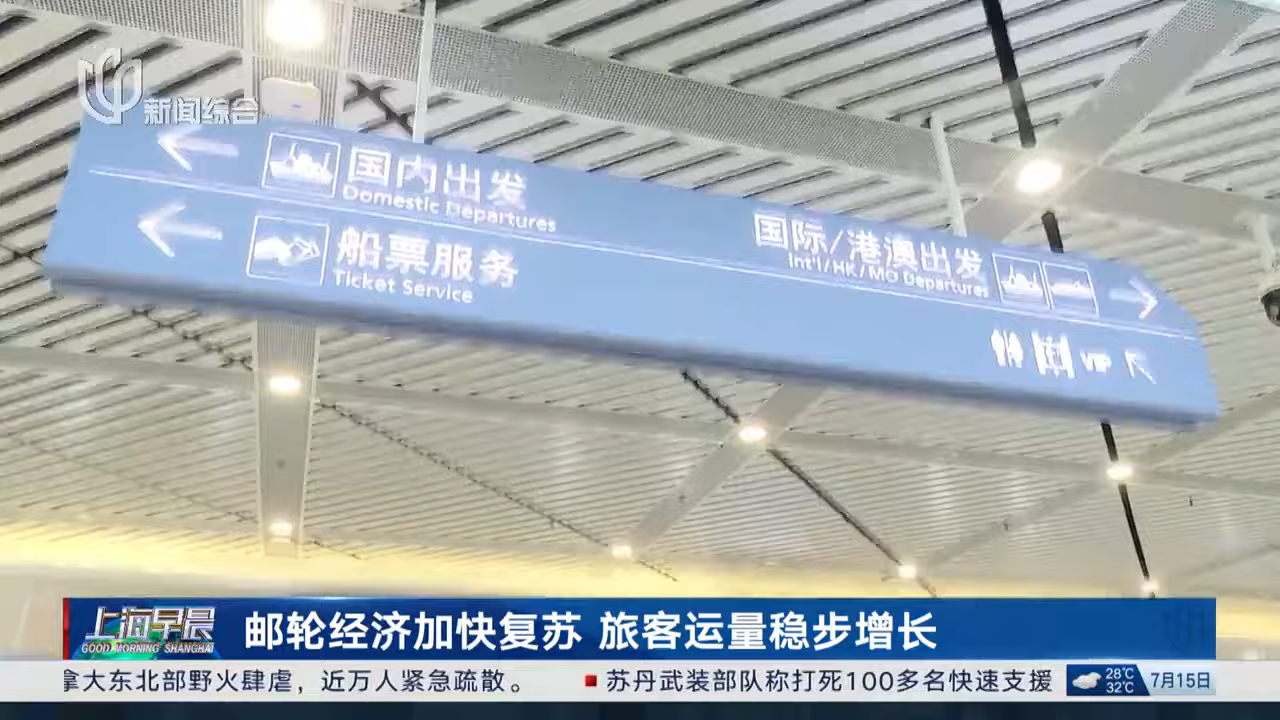 新闻综合
国内出发
Domestic Departures
船票服务
Ticket Service
国际/港澳出发
Int'l/HK/MO Departures
VIP
上海早晨
GOOD MORNING SHANGHAI
邮轮经济加快复苏 旅客运量稳步增长
拿大东北部野火肆虐，近万人紧急疏散。 ■ 苏丹武装部队称打死100多名快速支援
28℃
32℃
7月15日